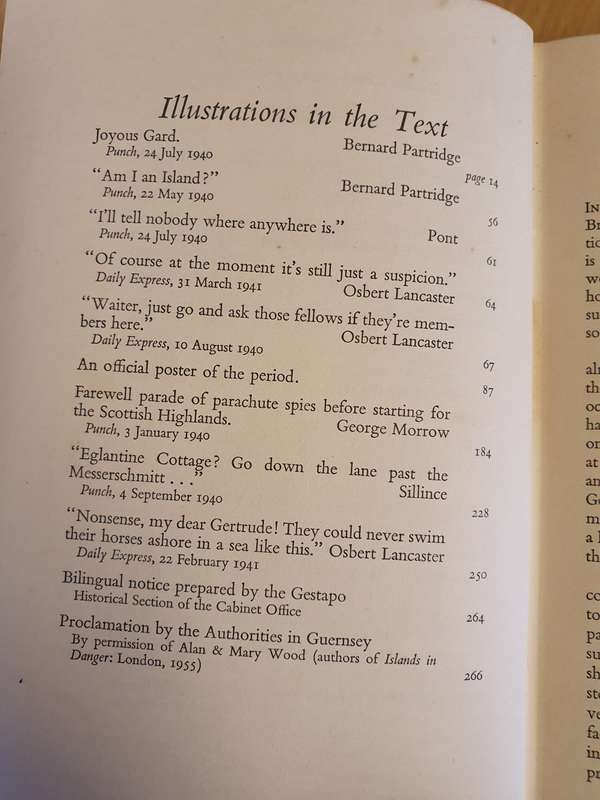 Illustrations in the Text
Joyous Gard. Bernard Partridge
Punch, 24 July 1940 page 14
“Am I an Island?” Bernard Partridge
Punch, 22 May 1940 56
“I’ll tell nobody where anywhere is.” Pont
Punch, 24 July 1940 61
“Of course at the moment it’s still just a suspicion.”
Daily Express, 31 March 1941 Osbert Lancaster 64
“Waiter, just go and ask those fellows if they’re mem-
bers here.” Osbert Lancaster
Daily Express, 10 August 1940 67
An official poster of the period. 87
Farewell parade of parachute spies before starting for
the Scottish Highlands. George Morrow
Punch, 3 January 1940 184
“Eglantine Cottage? Go down the lane past the
Messerschmitt . . .” Sillince
Punch, 4 September 1940 228
“Nonsense, my dear Gertrude! They could never swim
their horses ashore in a sea like this.” Osbert Lancaster
Daily Express, 22 February 1941 250
Bilingual notice prepared by the Gestapo
Historical Section of the Cabinet Office 264
Proclamation by the Authorities in Guernsey
By permission of Alan & Mary Wood (authors of Islands in
Danger: London, 1955) 266